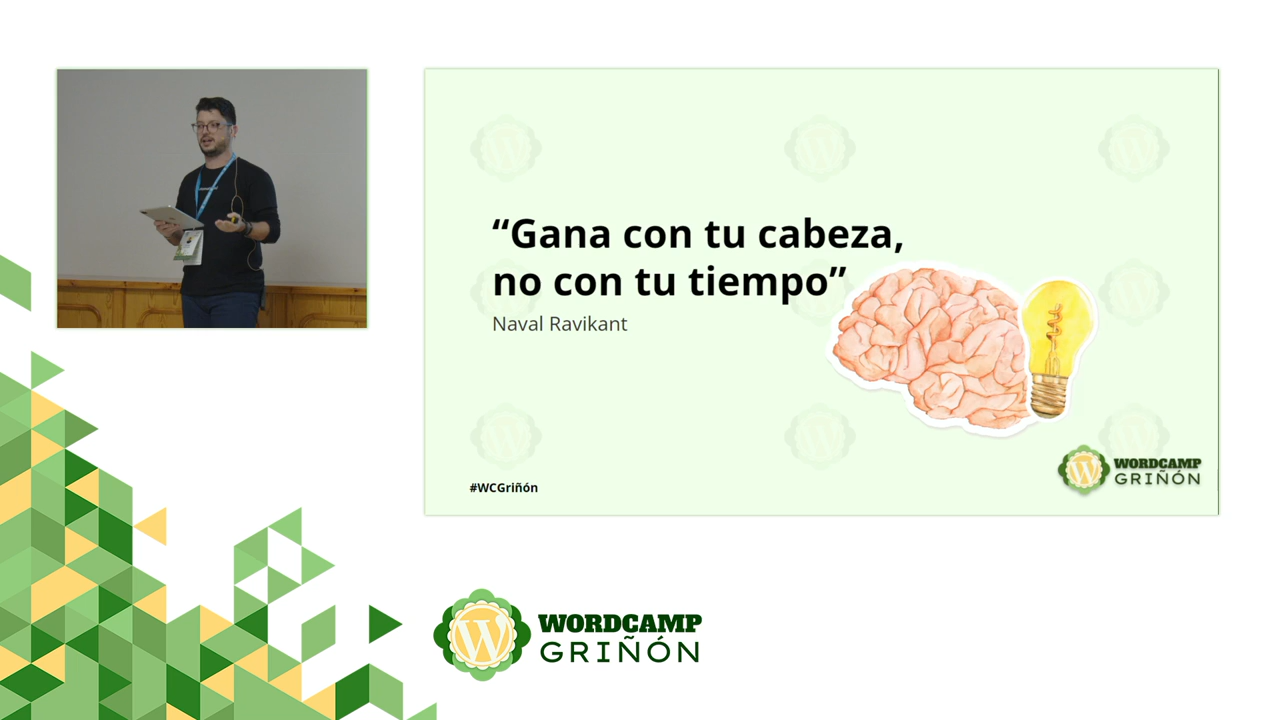 “Gana con tu cabeza,
no con tu tiempo”
Naval Ravikant
#WCGriñón
WORDCAMP
GRIÑÓN
WORDCAMP
GRIÑÓN